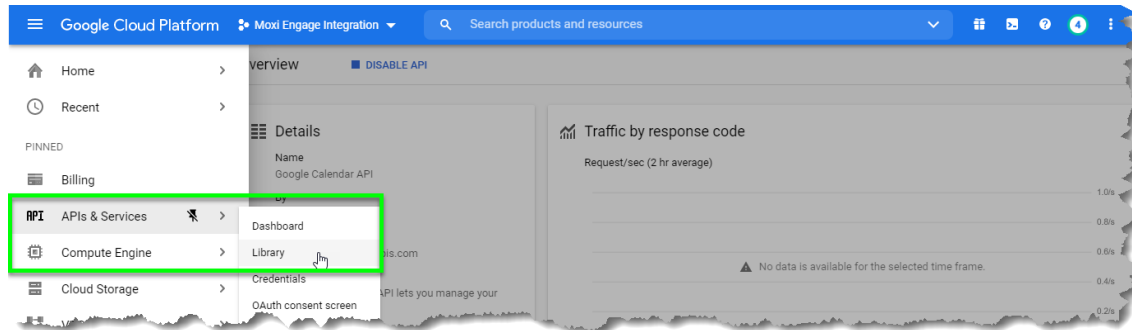 Google Cloud Platform
Moxi Engage Integration
Search products and resources
4
Home
verview
DISABLE API
Recent
PINNED
Details
Traffic by response code
Name
Google Calendar API
Request/sec (2 hr average)
Billing
By
1.0/s
API APIs & Services
Dashboard
0.8/s
Compute Engine
Library
pis.com
0.6/s
No data is available for the selected time frame.
Credentials
0.4/s
Cloud Storage
API lets you manage your
OAuth consent screen
0.2/s